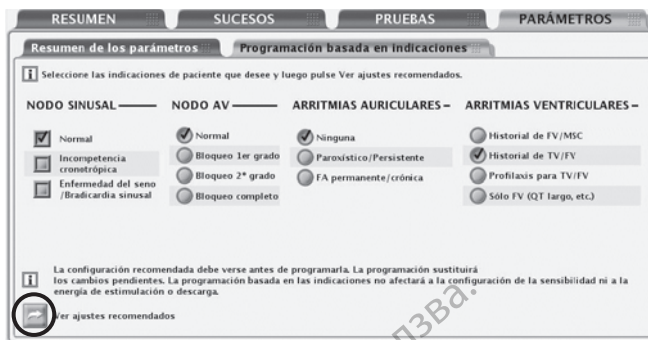 RESUMEN SUCESOS PRUEBAS PARÁMETROS
Resumen de los parámetros Programación basada en indicaciones
Seleccione las indicaciones de paciente que desee y luego pulse Ver ajustes recomendados.
NODO SINUSAL NODO AV ARRITMIAS AURICULARES ARRITMIAS VENTRICULARES
Normal Normal Ninguna Historial de FV/MSC
Incompetencia cronotrópica Bloqueo 1er grado Paroxístico/Persistente Historial de TV/FV
Enfermedad del seno /Bradicardia sinusal Bloqueo 2° grado FA permanente/crónica Profilaxis para TV/FV
Bloqueo completo Sólo FV (QT largo, etc.)
La configuración recomendada debe verse antes de programarla. La programación sustituirá
los cambios pendientes. La programación basada en las indicaciones no afectará a la configuración de la sensibilidad ni a la
energía de estimulación o descarga.
Ver ajustes recomendados